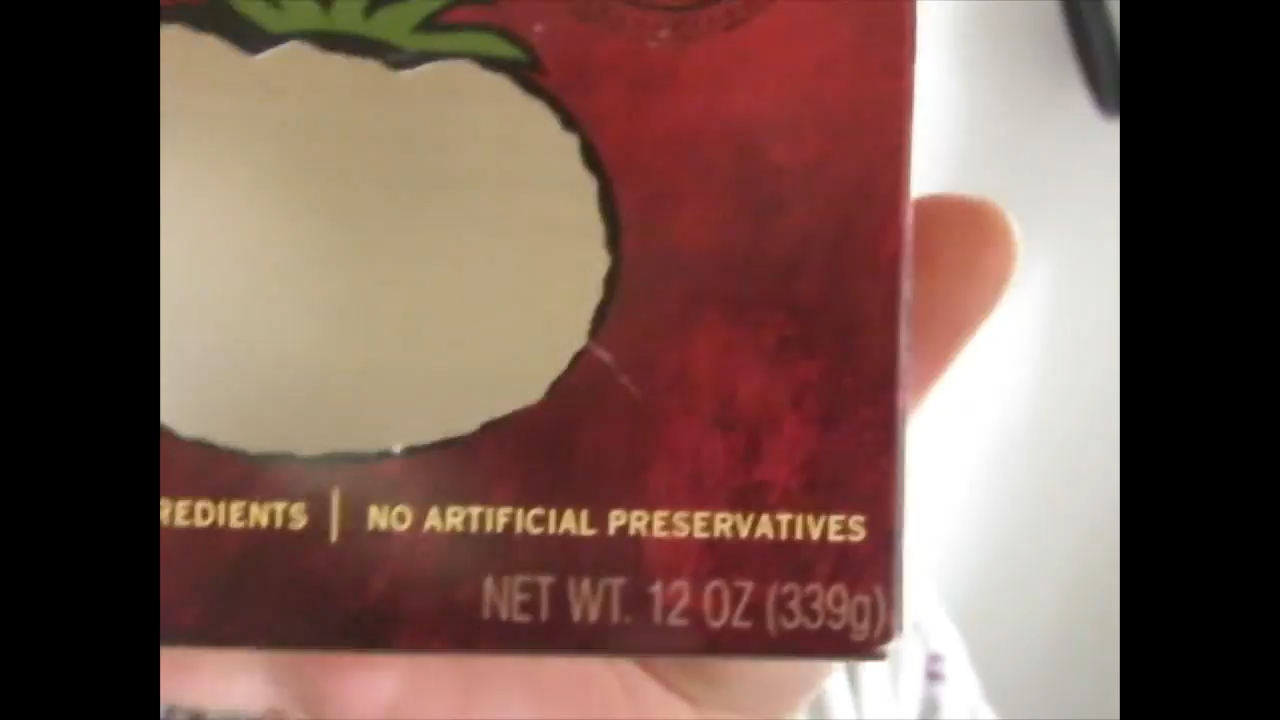 REDIENTS | NO ARTIFICIAL PRESERVATIVES
NET WT. 12 OZ (339g)